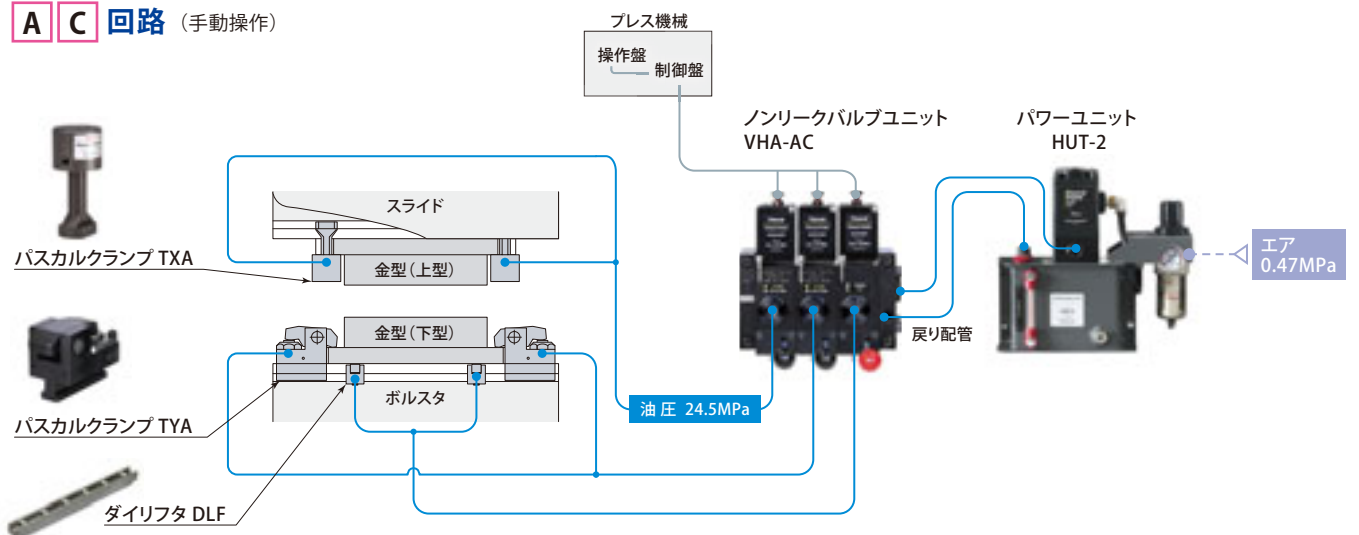 A C 回路 (手動操作)
プレス機械
操作盤
制御盤
ノンリークバルブユニット
VHA-AC
パワーユニット
HUT-2
スライド
パスカルクランプ TXA
金型(上型)
エア
0.47MPa
金型(下型)
戻り配管
ボルスタ
油圧 24.5MPa
パスカルクランプ TYA
ダイリフタ DLF